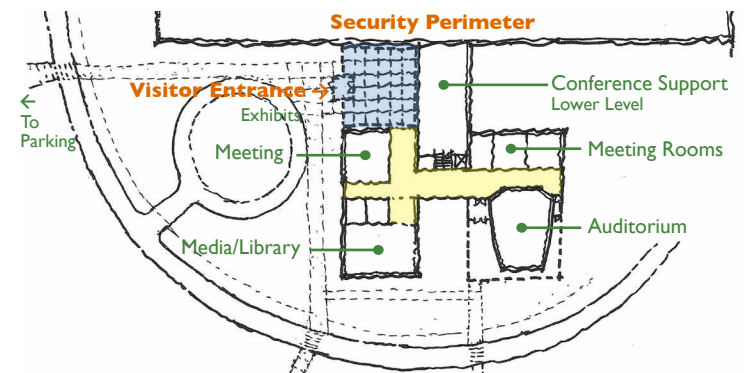 Security Perimeter
Visitor Entrance →
Exhibits
←
To
Parking
Conference Support
Lower Level
Meeting
Meeting Rooms
Auditorium
Media/Library